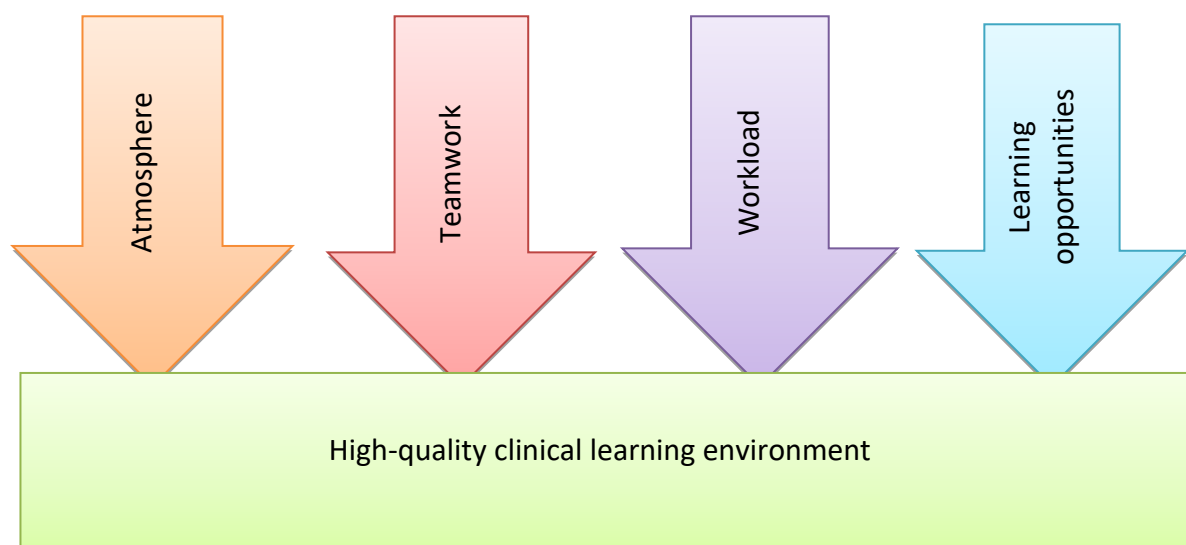 Atmosphere
Teamwork
Workload
Learning
opportunities
High-quality clinical learning environment